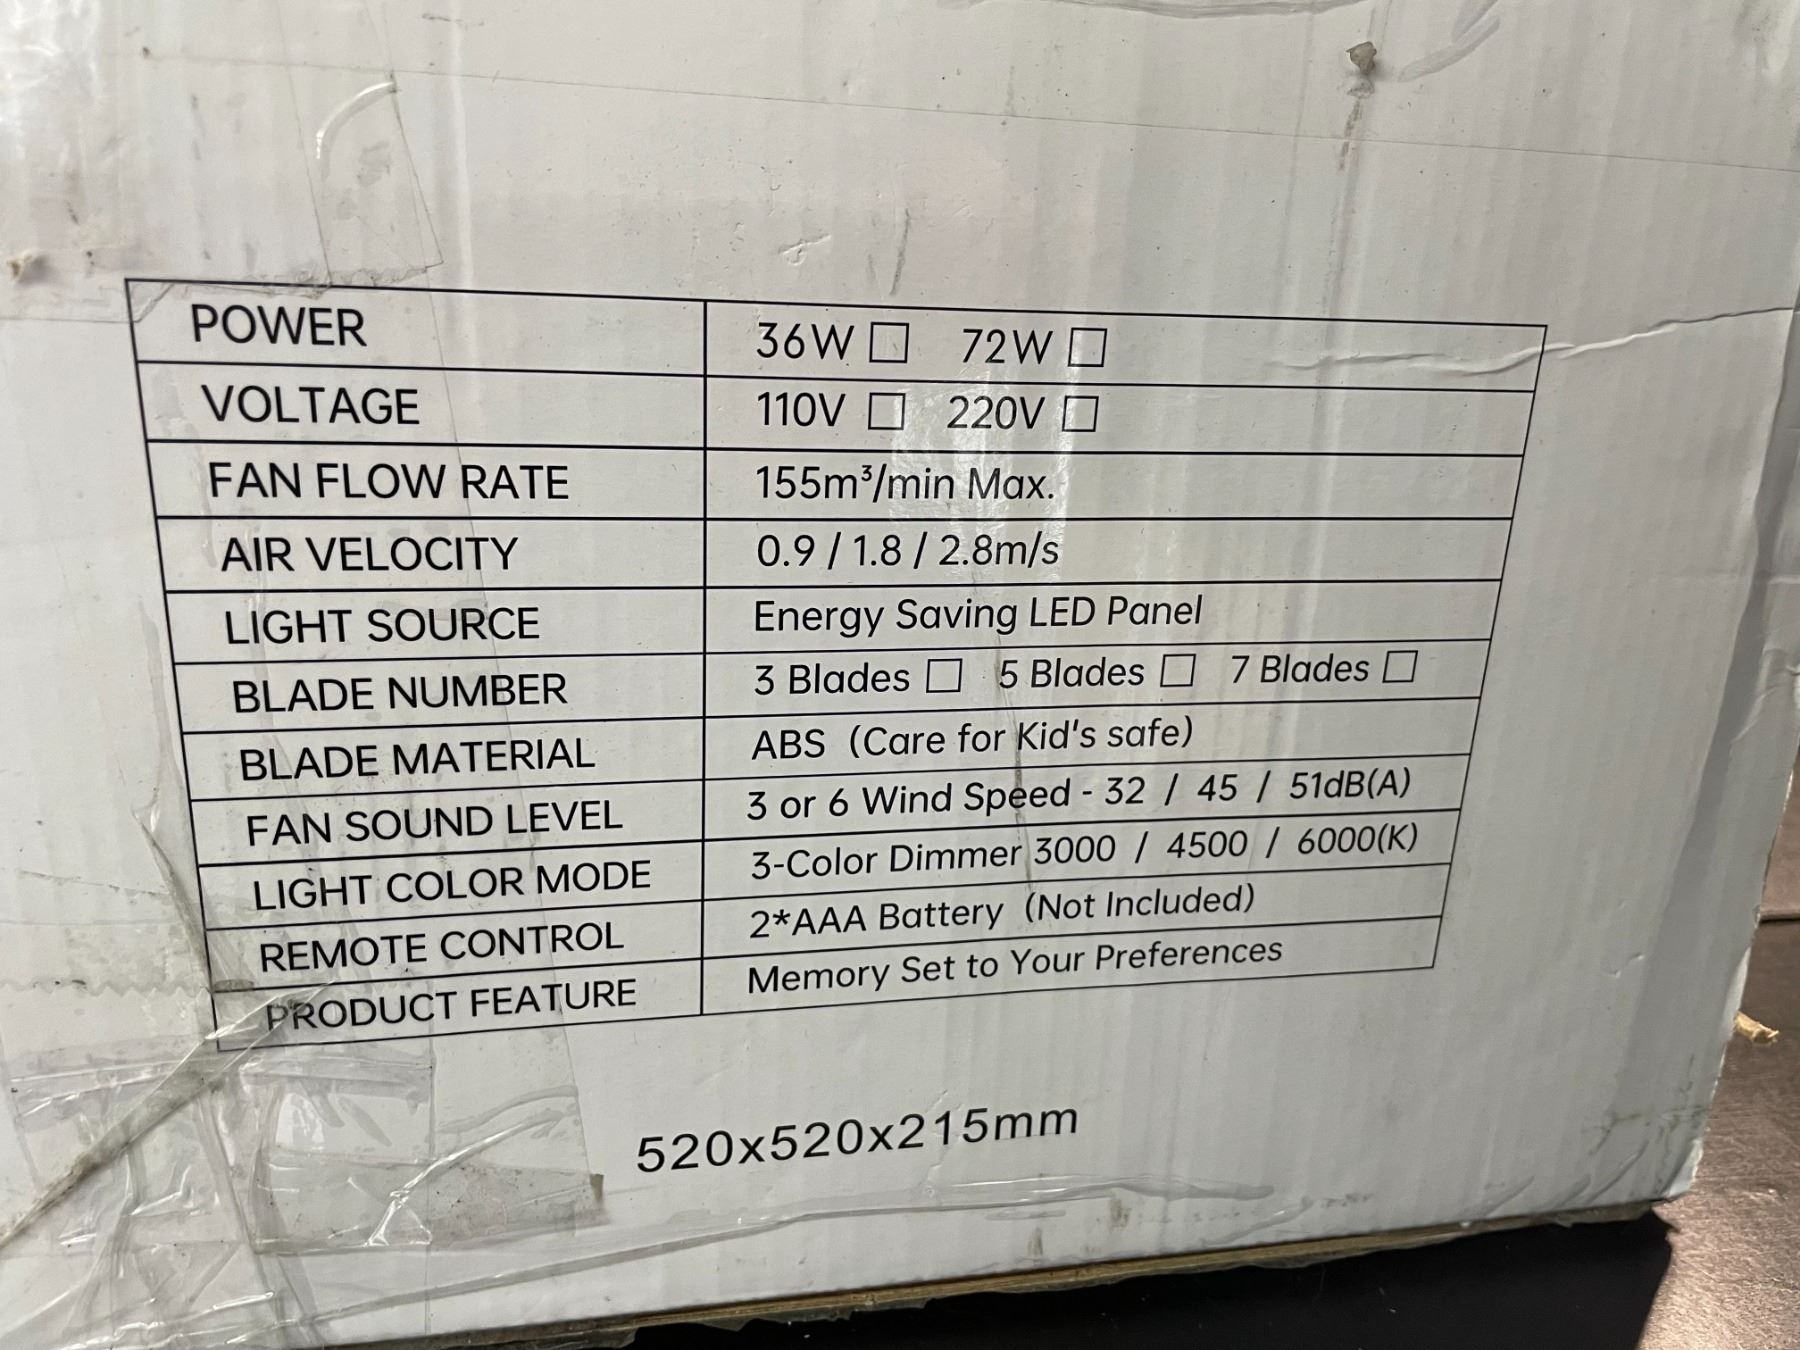 POWER 36W ☐ 72W ☐
VOLTAGE 110V ☐ 220V ☐
FAN FLOW RATE 155m³/min Max.
AIR VELOCITY 0.9 / 1.8 / 2.8m/s
LIGHT SOURCE Energy Saving LED Panel
BLADE NUMBER 3 Blades ☐ 5 Blades ☐ 7 Blades ☐
BLADE MATERIAL ABS (Care for Kid's safe)
FAN SOUND LEVEL 3 or 6 Wind Speed - 32 / 45 / 51dB(A)
LIGHT COLOR MODE 3-Color Dimmer 3000 / 4500 / 6000(K)
REMOTE CONTROL 2*AAA Battery (Not Included)
PRODUCT FEATURE Memory Set to Your Preferences
520x520x215mm